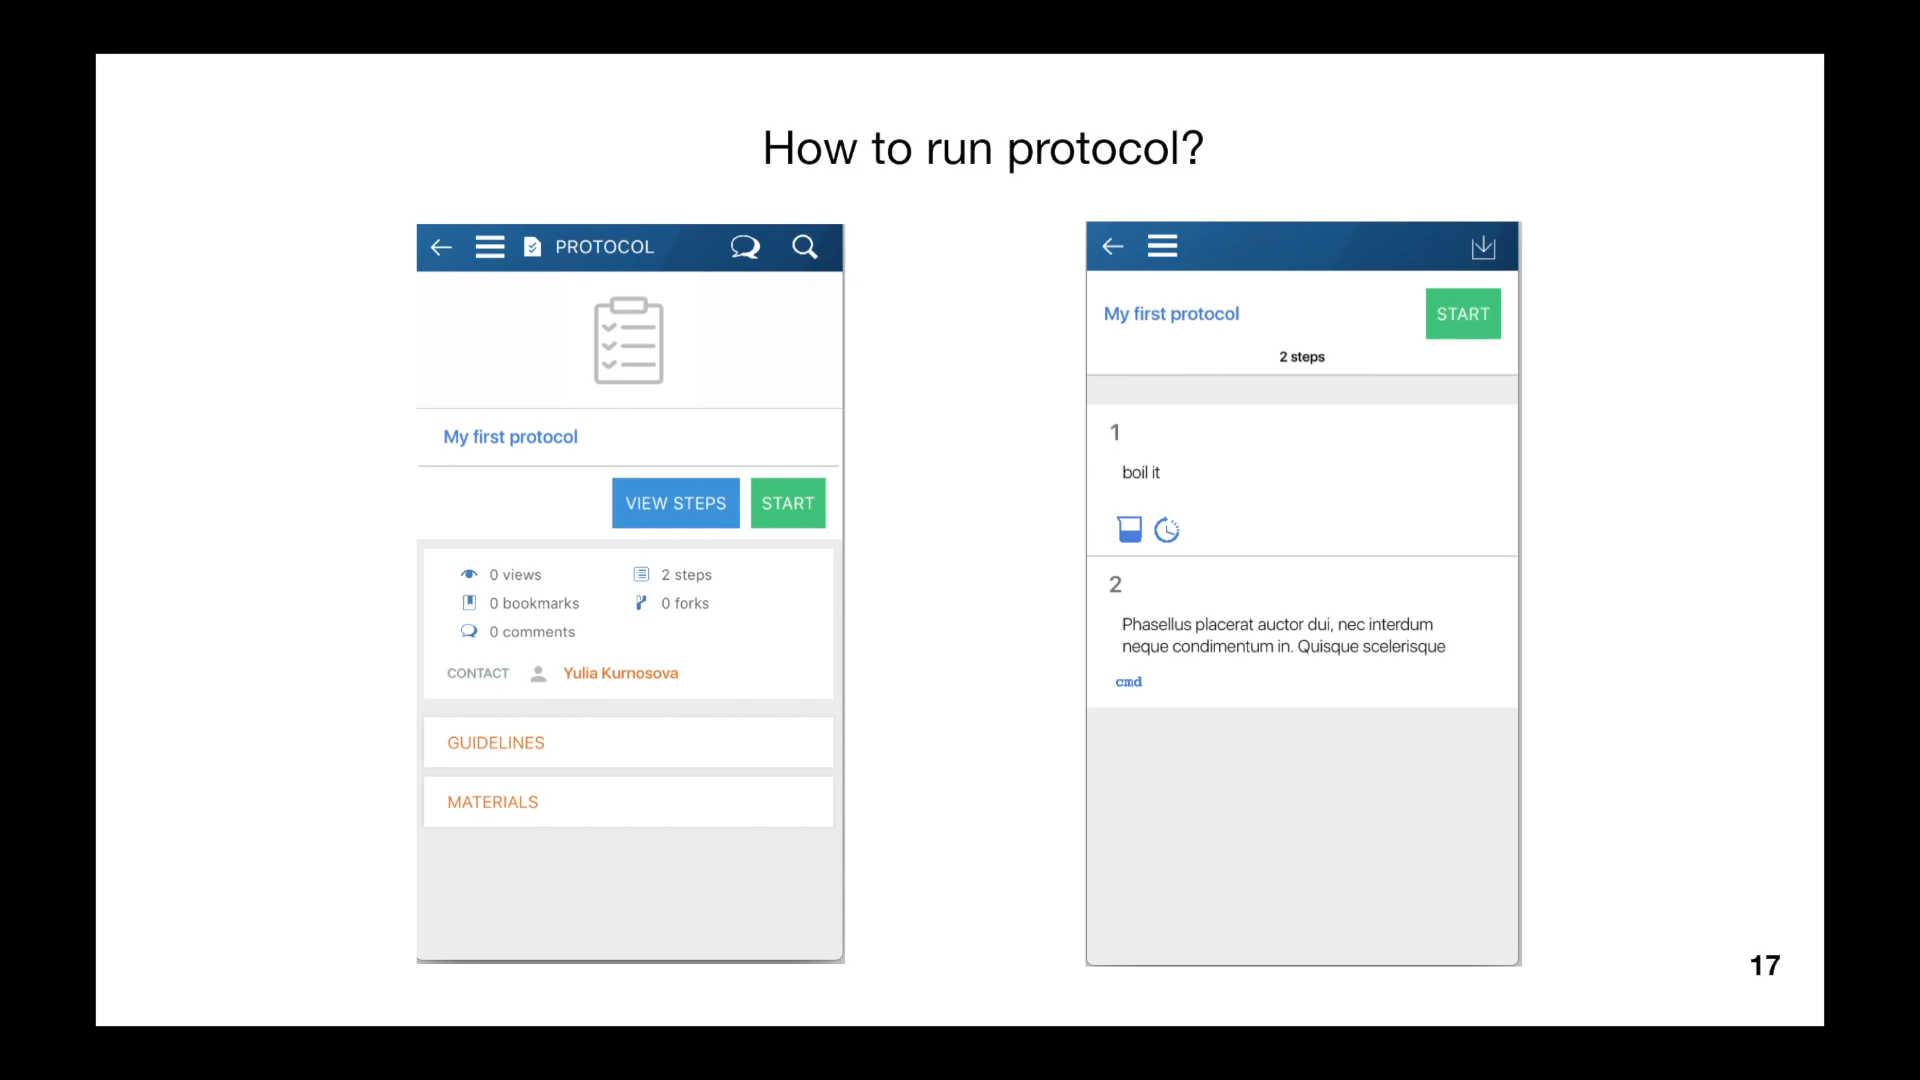 How to run protocol?
PROTOCOL
My first protocol
VIEW STEPS
START
0 views
2 steps
0 bookmarks
0 forks
0 comments
CONTACT
Yulia Kurnosova
GUIDELINES
MATERIALS
My first protocol
START
2 steps
1
boil it
2
Phasellus placerat auctor dui, nec interdum
neque condimentum in. Quisque scelerisque
cmd
17